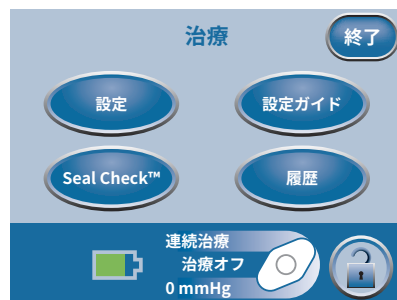 治療
終了
設定
設定ガイド
Seal Check™
履歴
連続治療
治療オフ
0 mmHg